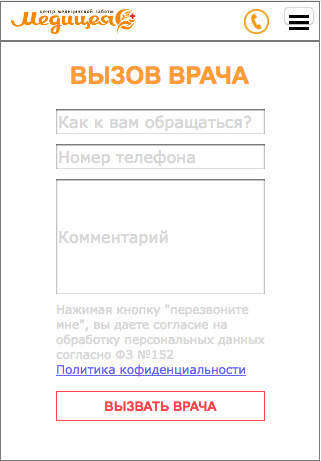 центр медицинской заботы
Медицея
ВЫЗОВ ВРАЧА
Как к вам обращаться?
Номер телефона
Комментарий
Нажимая кнопку "перезвоните
мне", вы даете согласие на
обработку персональных данных
согласно ФЗ №152
Политика кофиденциальности
ВЫЗВАТЬ ВРАЧА